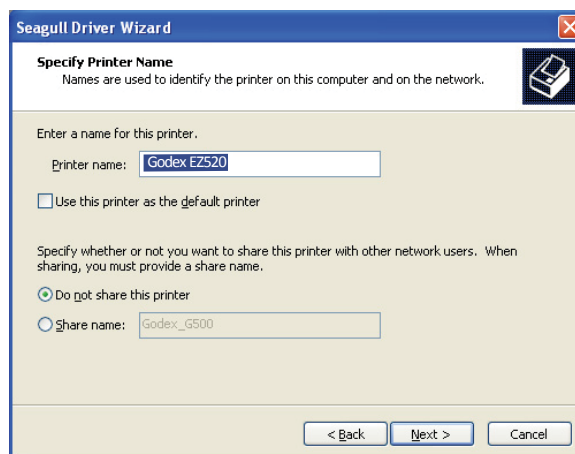 Seagull Driver Wizard
Specify Printer Name
Names are used to identify the printer on this computer and on the network.
Enter a name for this printer.
Printer name: Godex EZ520
Use this printer as the default printer
Specify whether or not you want to share this printer with other network users. When
sharing, you must provide a share name.
Do not share this printer
Share name: Godex_G500
< Back Next > Cancel